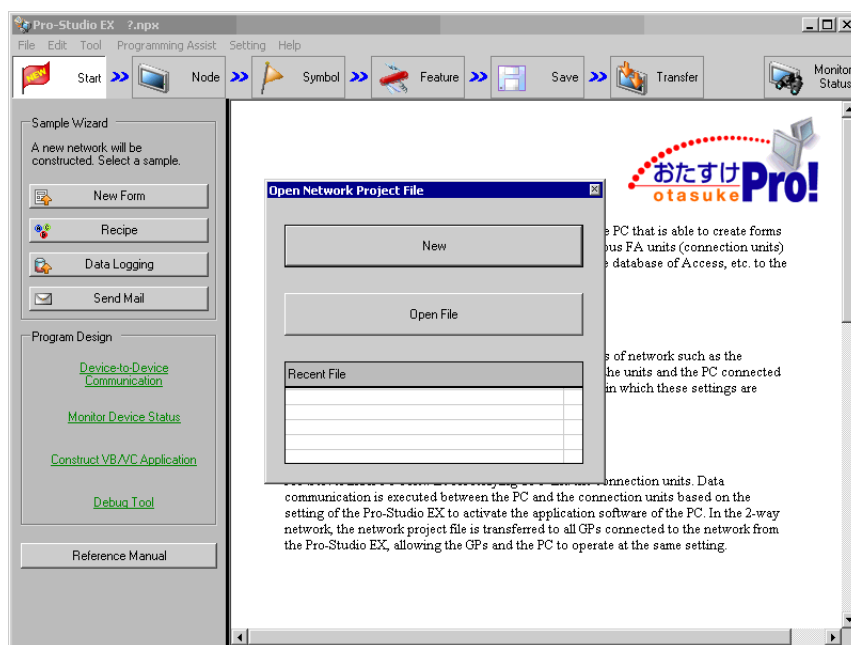 Pro-Studio EX ?.npx
File Edit Tool Programming Assist Setting Help
NEW Start Node Symbol Feature Save Transfer Monitor Status
Sample Wizard
A new network will be
constructed. Select a sample.
New Form
Recipe
Data Logging
Send Mail
Program Design
Device-to-Device
Communication
Monitor Device Status
Construct VB/VC Application
Debug Tool
Reference Manual
おたすけ Pro!
otasuke
Open Network Project File
New
Open File
Recent File
PC that is able to create forms
ous FA units (connection units)
database of Access, etc. to the
s of network such as the
he units and the PC connected
in which these settings are
connection units. Data
communication is executed between the PC and the connection units based on the
setting of the Pro-Studio EX to activate the application software of the PC. In the 2-way
network, the network project file is transferred to all GPs connected to the network from
the Pro-Studio EX, allowing the GPs and the PC to operate at the same setting.